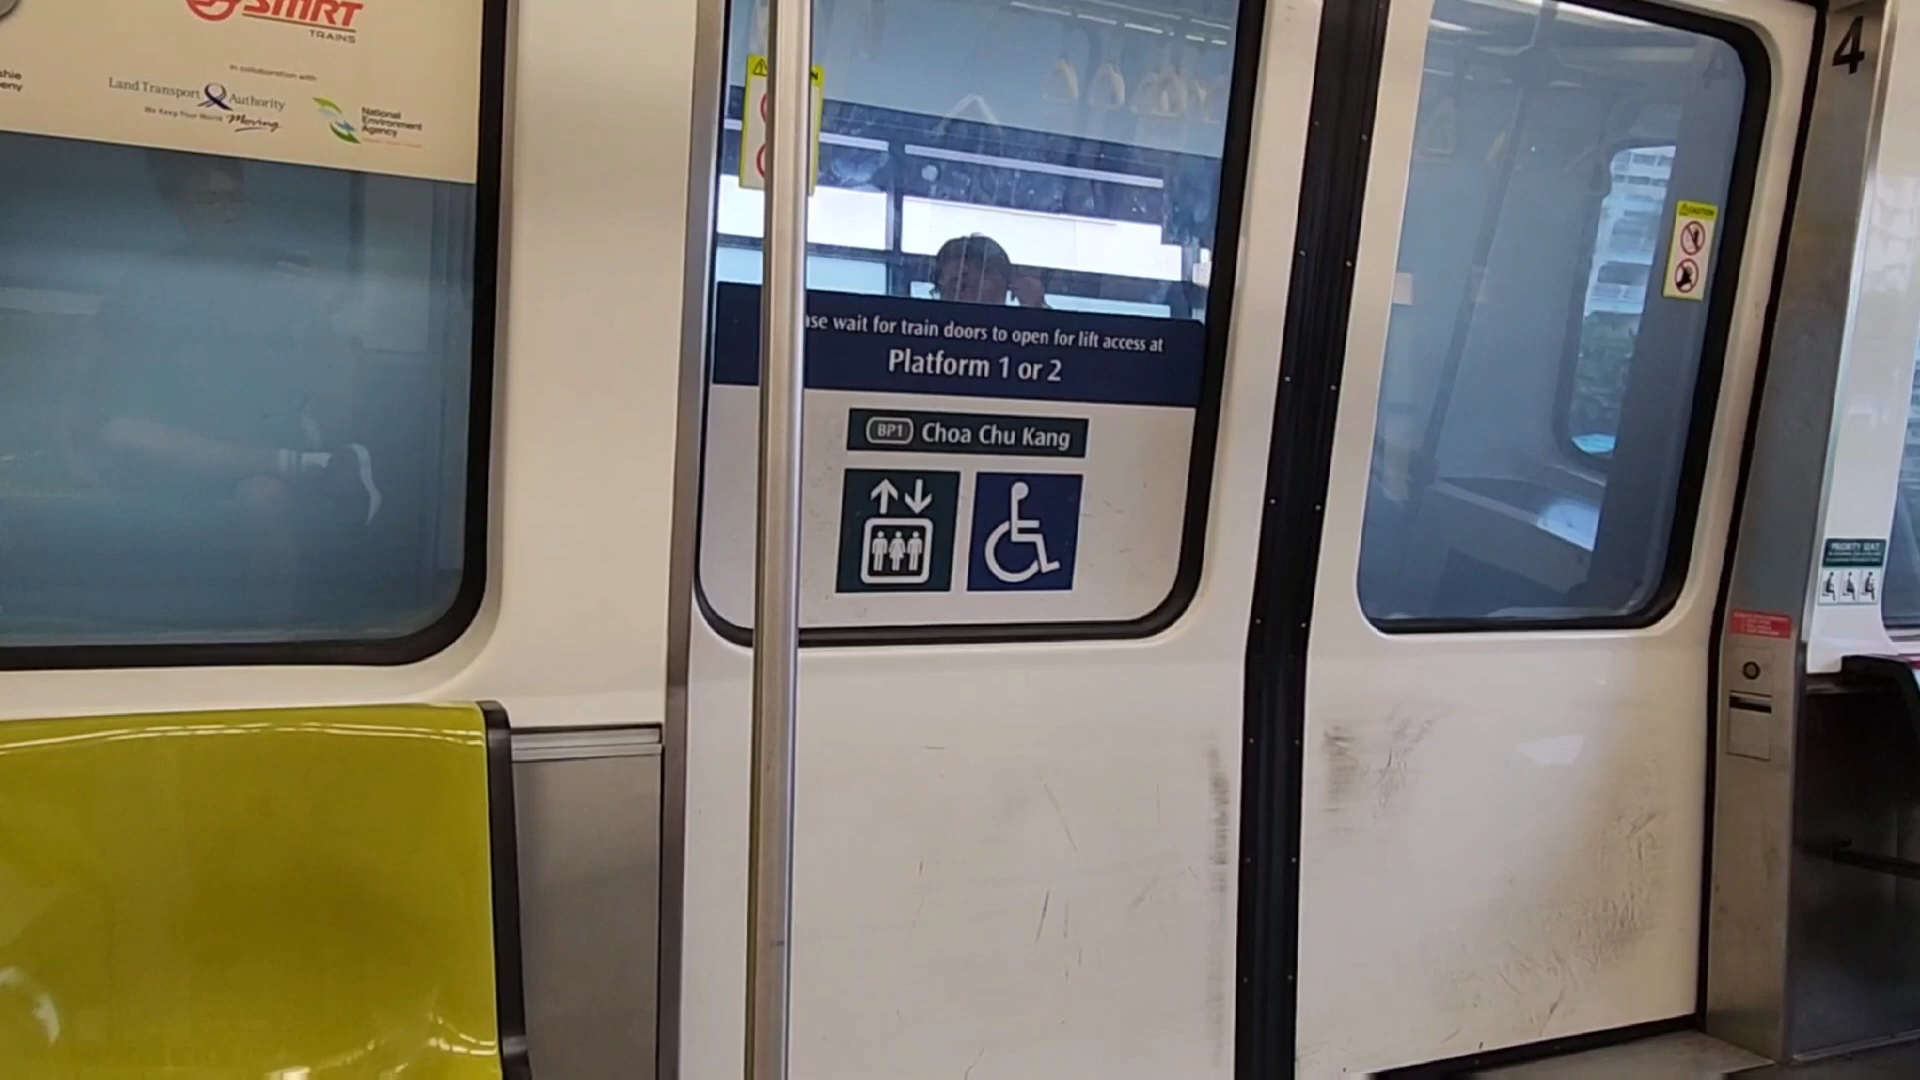 SMRT
TRAINS
In collaboration with
Land Transport Authority
We Keep Your World Moving
National
Environment
Agency
wait for train doors to open for lift access at
Platform 1 or 2
BP1 Choa Chu Kang
CAUTION
4
PRIORITY SEAT